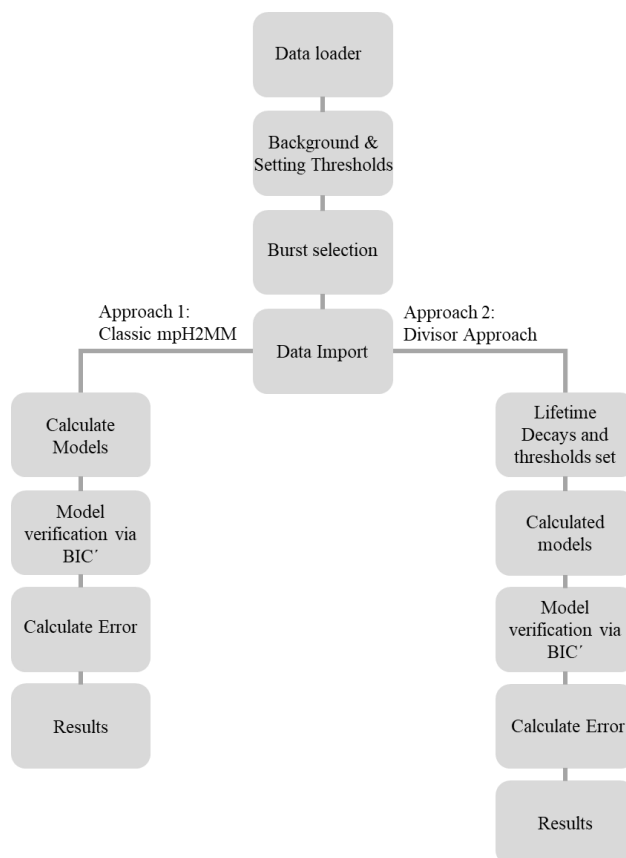 Data loader
Background &
Setting Thresholds
Burst selection
Approach 1:
Classic mpH2MM
Approach 2:
Divisor Approach
Data Import
Calculate
Models
Model
verification via
BIC´
Calculate Error
Results
Lifetime
Decays and
thresholds set
Calculated
models
Model
verification via
BIC´
Calculate Error
Results